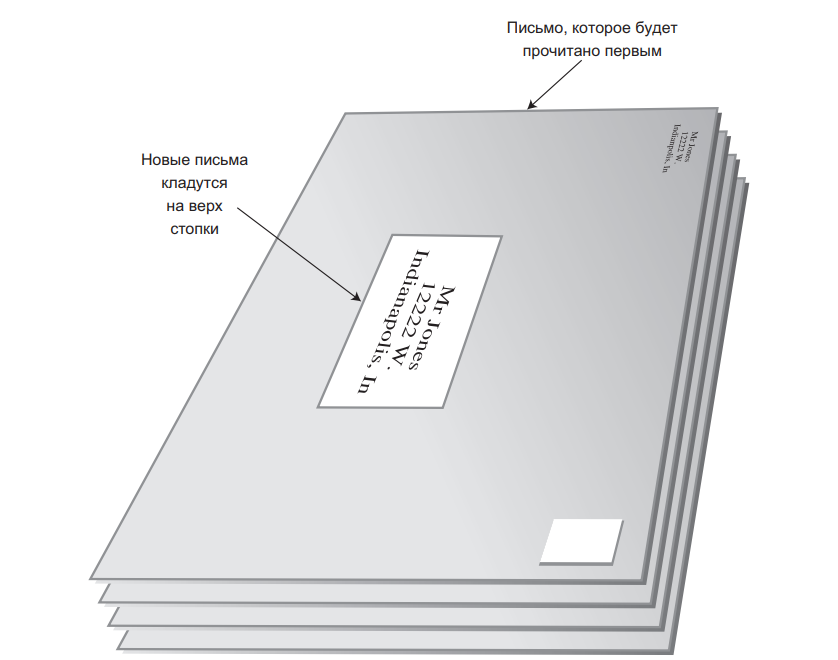 Письмо, которое будет
прочитано первым
Новые письма
кладутся
на верх
стопки
Mr Jones
12222 W .
Indianapolis, In
Mr Jones
12222 W .
Indianapolis, In